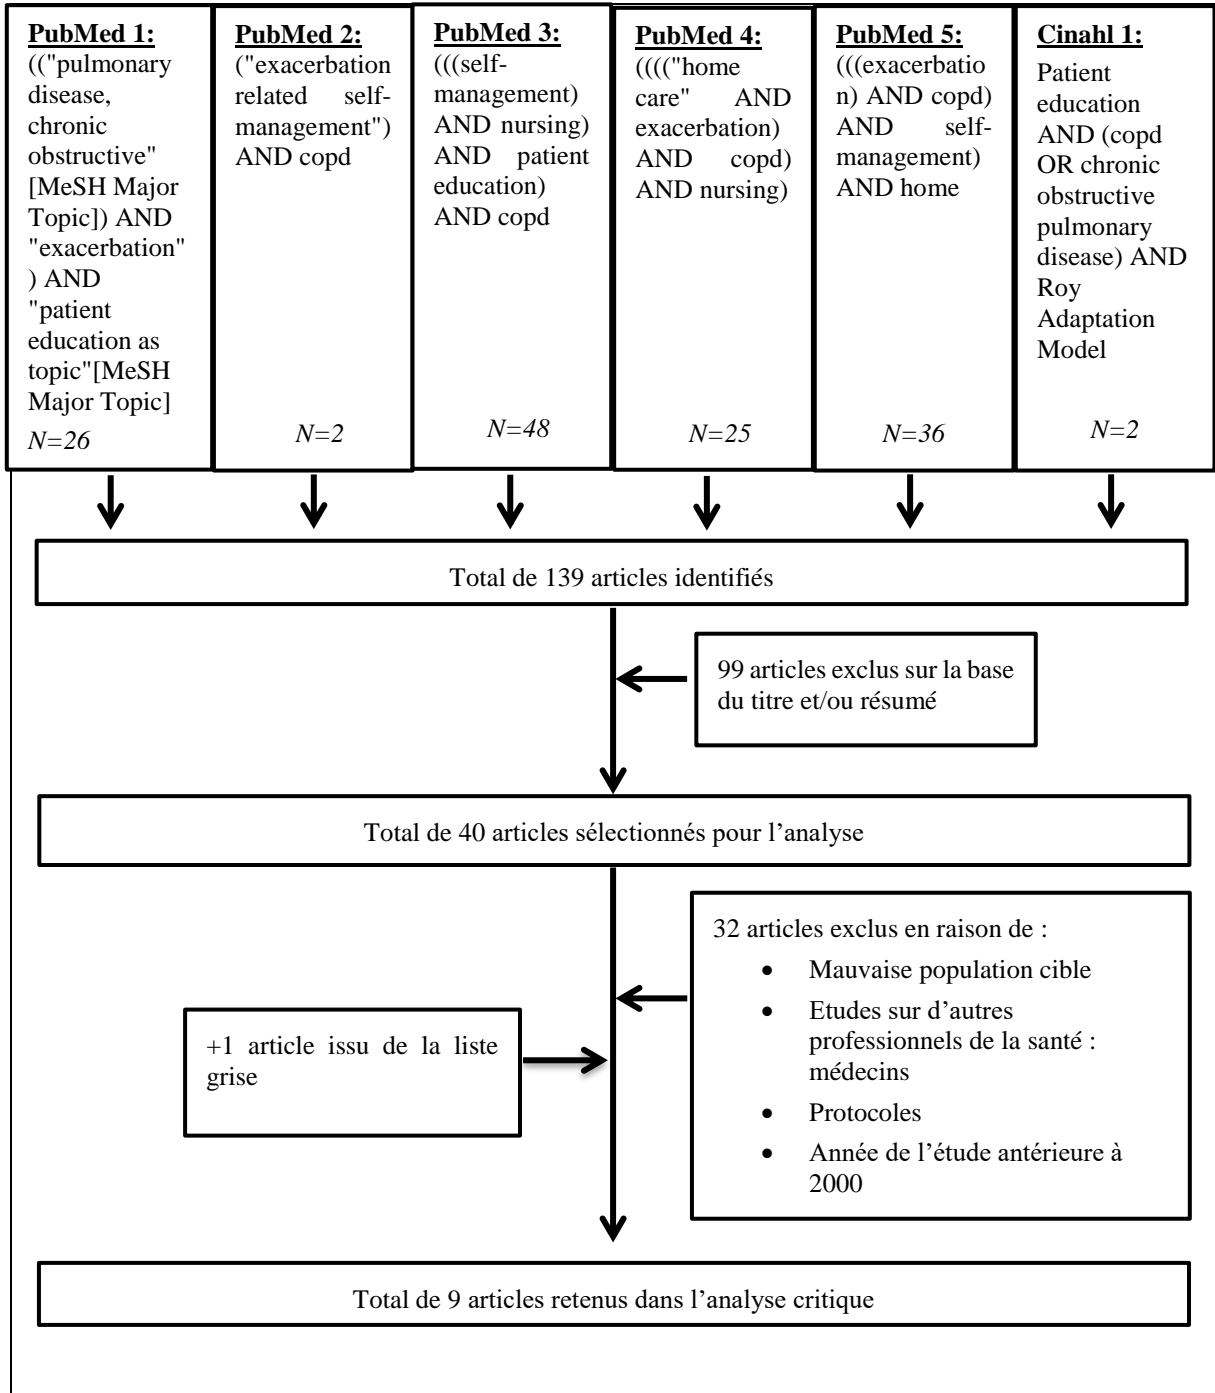 PubMed 1:
(("pulmonary
disease,
chronic
obstructive"
[MeSH Major
Topic]) AND
"exacerbation"
) AND
"patient
education as
topic"[MeSH
Major Topic]
N=26
PubMed 2:
("exacerbation
related self-
management")
AND copd
N=2
PubMed 3:
(((self-
management)
AND nursing)
AND patient
education)
AND copd
N=48
PubMed 4:
(((("home
care" AND
exacerbation)
AND copd)
AND nursing)
N=25
PubMed 5:
(((exacerbatio
n) AND copd)
AND self-
management)
AND home
N=36
Cinahl 1:
Patient
education
AND (copd
OR chronic
obstructive
pulmonary
disease) AND
Roy
Adaptation
Model
N=2
Total de 139 articles identifiés
99 articles exclus sur la base
du titre et/ou résumé
Total de 40 articles sélectionnés pour l’analyse
32 articles exclus en raison de :
• Mauvaise population cible
• Etudes sur d’autres
professionnels de la santé :
médecins
• Protocoles
• Année de l’étude antérieure à
2000
+1 article issu de la liste
grise
Total de 9 articles retenus dans l’analyse critique